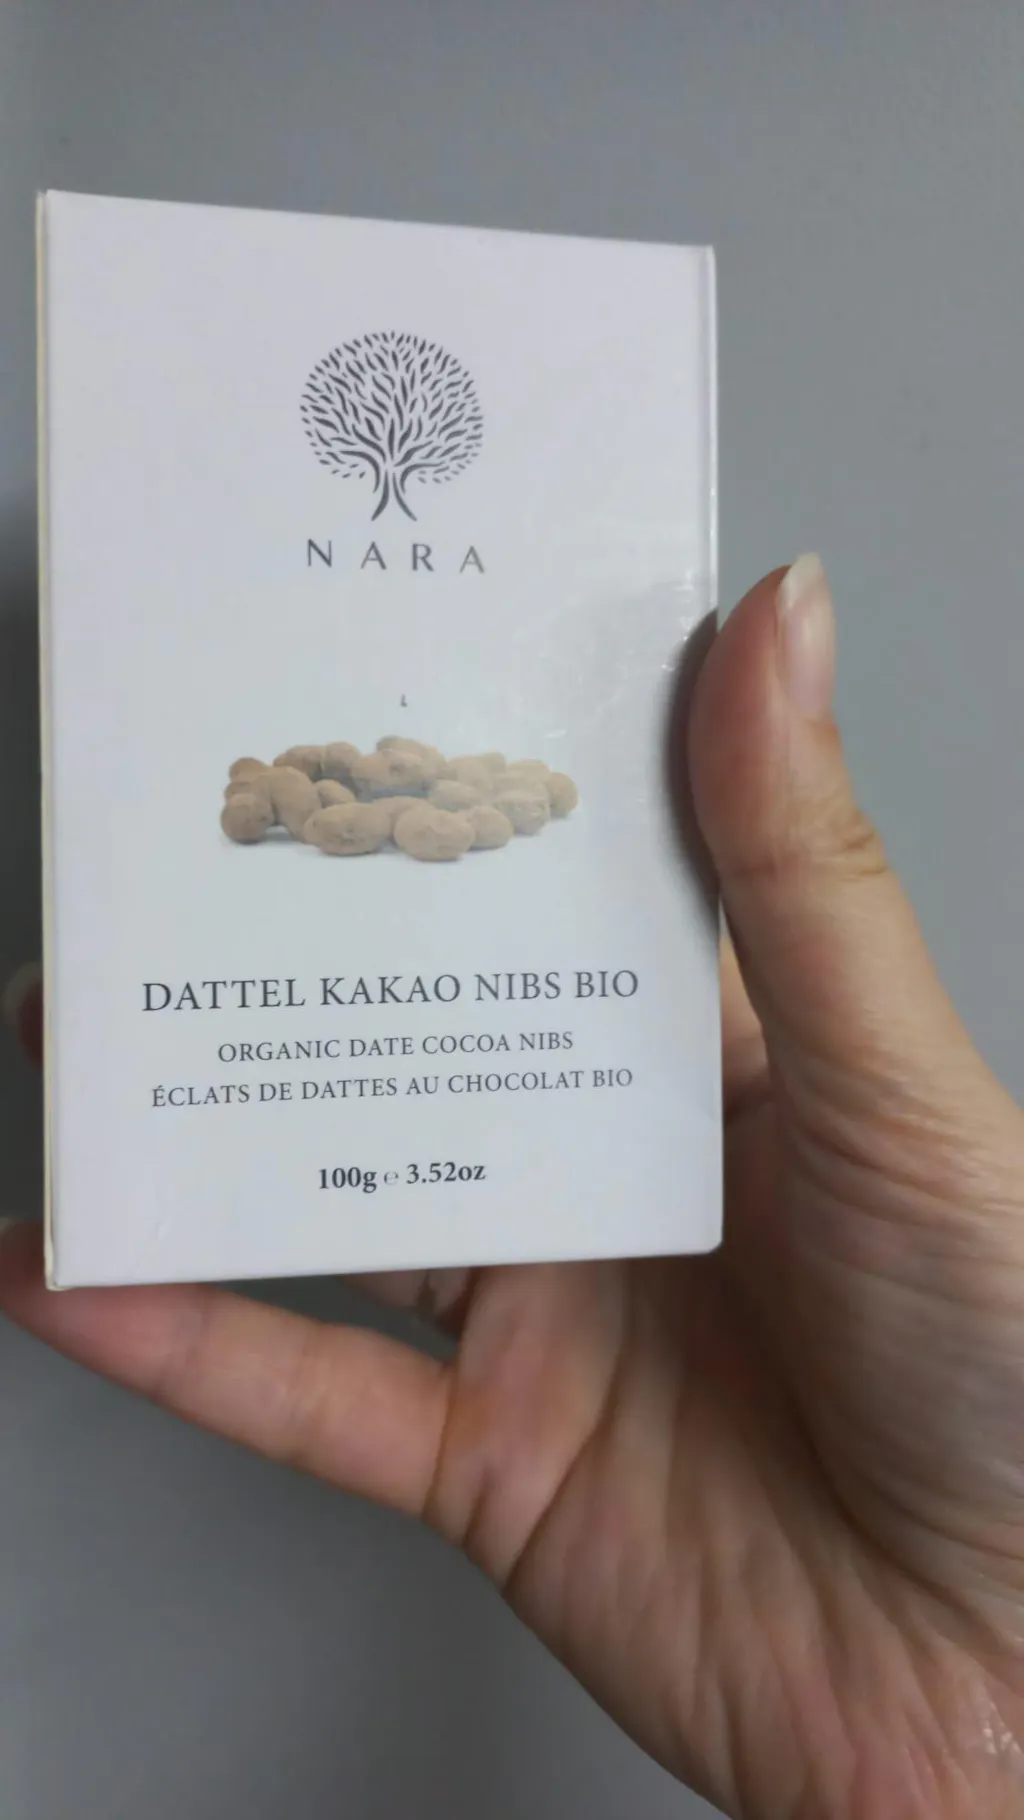 NARA
DATTEL KAKAO NIBS BIO
ORGANIC DATE COCOA NIBS
ÉCLATS DE DATTES AU CHOCOLAT BIO
100g ℮ 3.52oz